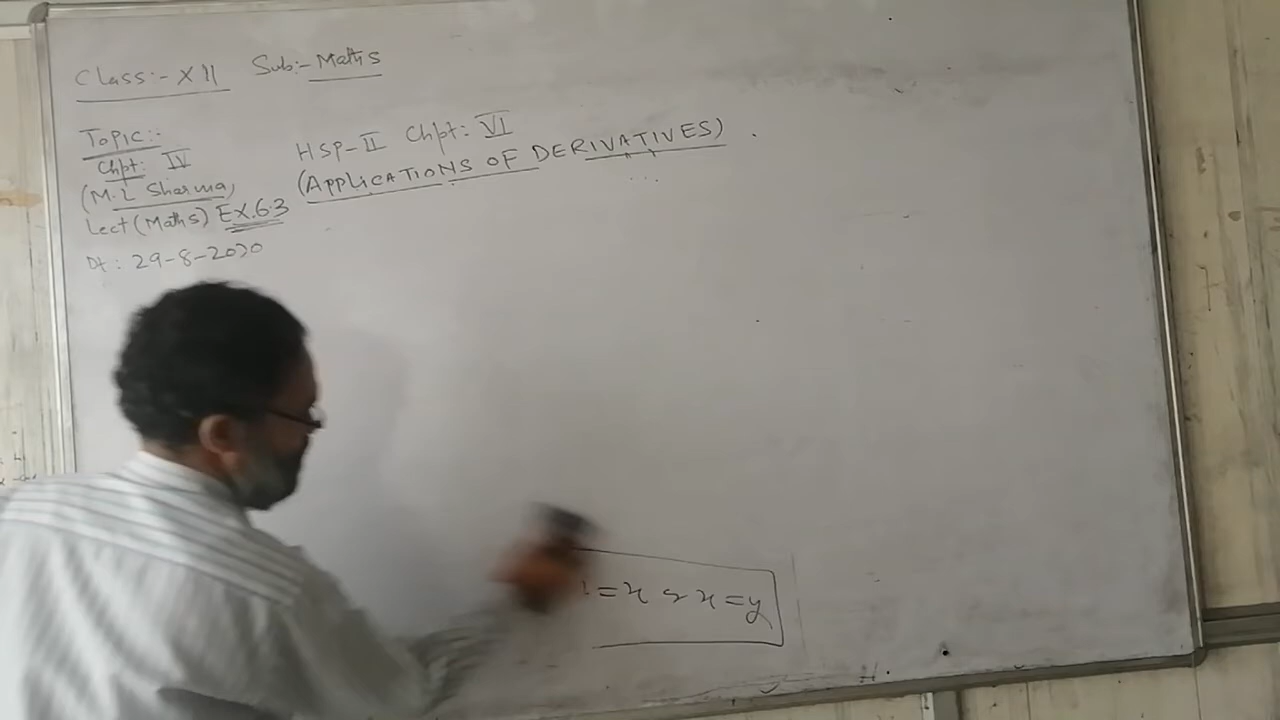 Class:- XII Sub:- Maths
Topic:-
Chpt: IV
(M.L Sharma,
Lect (Maths) EX.6.3
Dt: 29-8-2020
HSP-II Chpt: VI
(APPLICATIONS OF DERIVATIVES)
=x & x=y